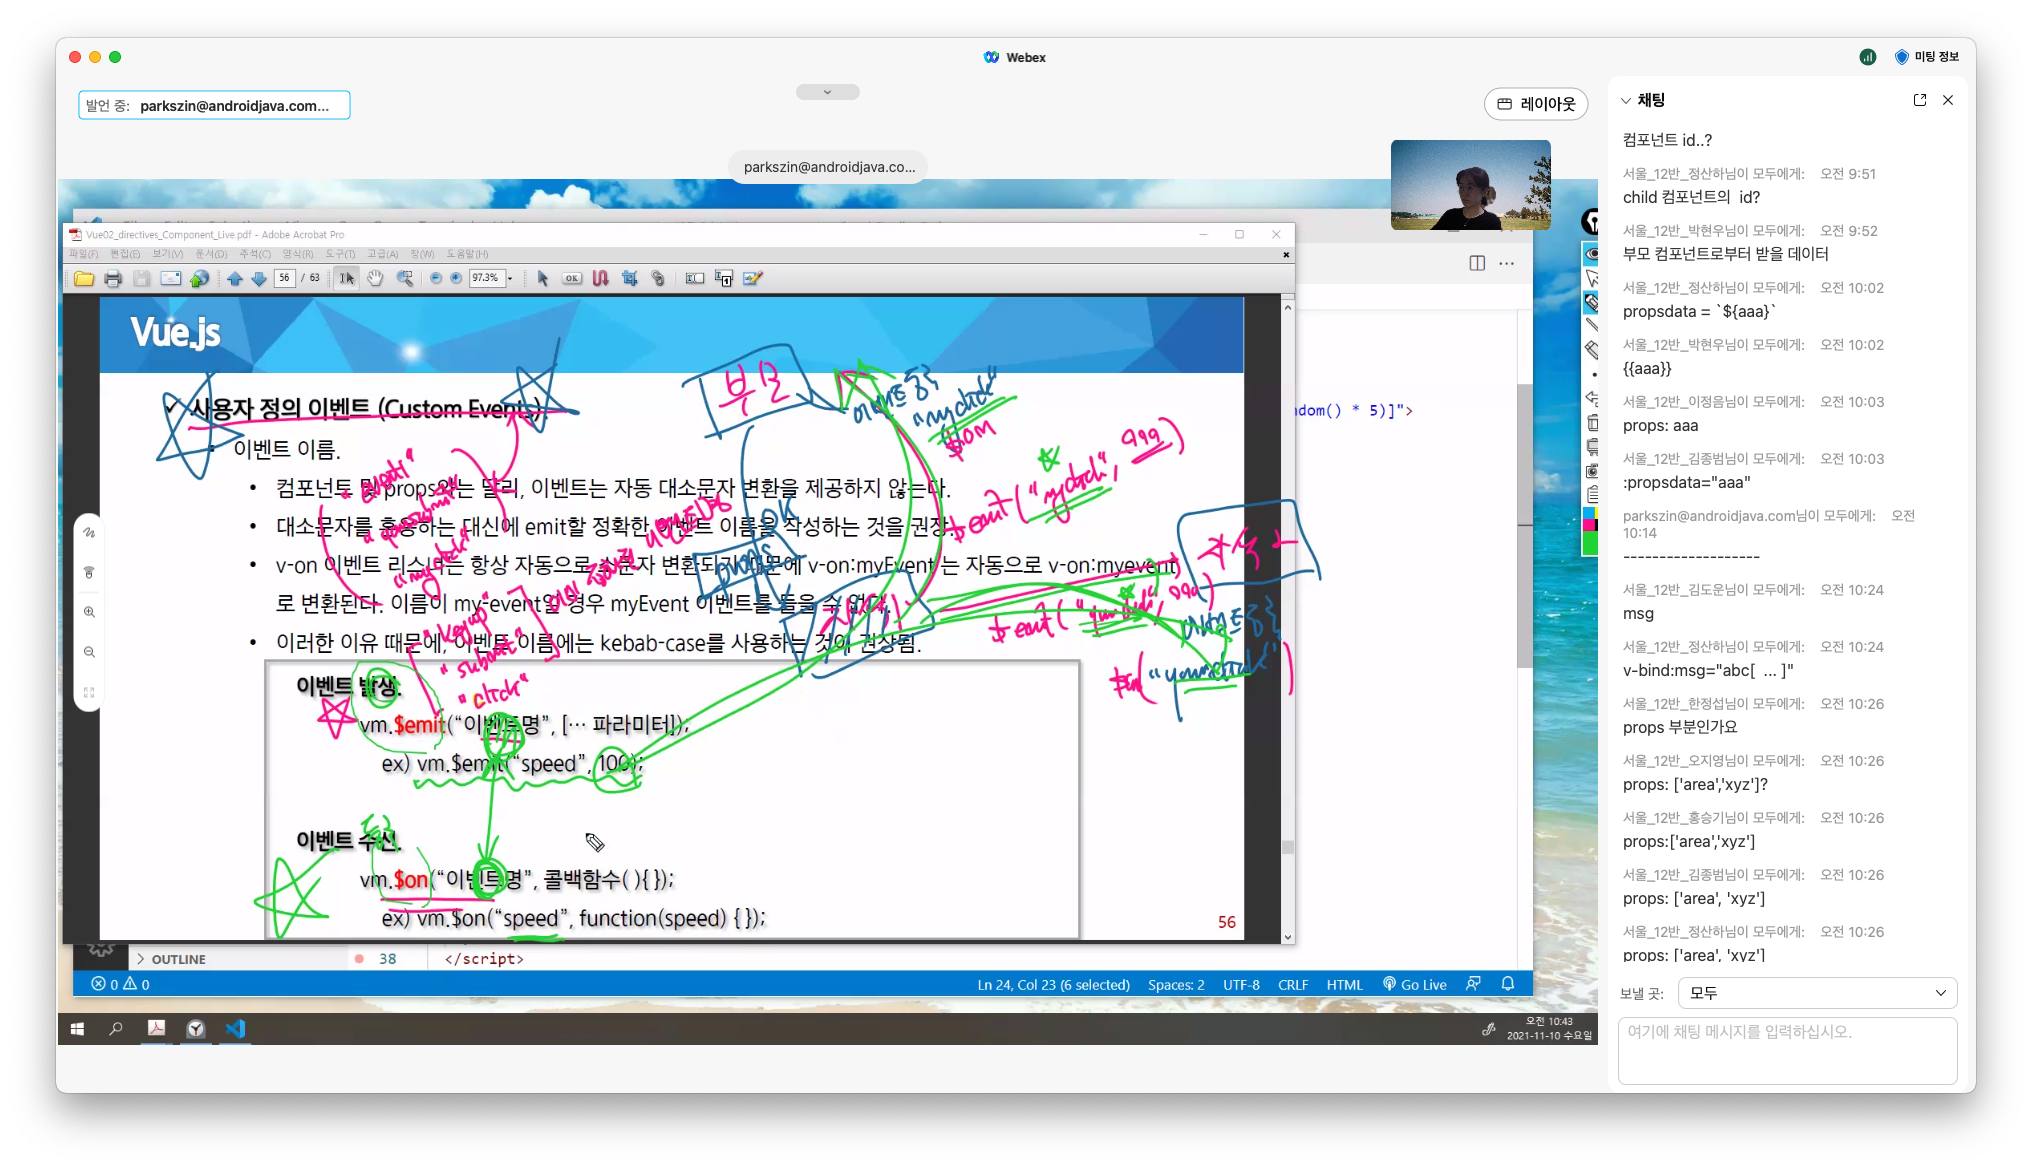 Webex
미팅 정보
발언 중: parkszin@androidjava.com...
레이아웃
parkszin@androidjava.co...
Vue02_directives_Component_Live.pdf - Adobe Acrobat Pro
파일(F) 편집(E) 보기(V) 문서(D) 주석(C) 양식(R) 도구(T) 고급(A) 창(W) 도움말(H)
56 / 63
97.3%
Vue.js
사용자 정의 이벤트 (Custom Event)
이벤트 이름.
컴포넌트 및 props와는 달리, 이벤트는 자동 대소문자 변환을 제공하지 않는다.
대소문자를 혼용하는 대신에 emit할 정확한 이벤트 이름을 작성하는 것을 권장.
v-on 이벤트 리스너는 항상 자동으로 소문자 변환되기 때문에 v-on:myEvent 는 자동으로 v-on:myevent
로 변환된다. 이름이 my-event일 경우 myEvent 이벤트를 들을 수 없다.
이러한 이유 때문에, 이벤트 이름에는 kebab-case를 사용하는 것이 권장됨.
이벤트 발생.
vm.$emit(“이벤트명”, [… 파라미터]);
ex) vm.$emit(“speed”, 100);
이벤트 수신.
vm.$on(“이벤트명”, 콜백함수( ){ });
ex) vm.$on(“speed”, function(speed) { });
56
부모
"myclick"
$on
OK
props
"keyup"
"submit"
"click"
ndom() * 5)]">
OUTLINE
38 </script>
0 0
Ln 24, Col 23 (6 selected) Spaces: 2 UTF-8 CRLF HTML Go Live
오전 10:43
2021-11-10 수요일
채팅
컴포넌트 id..?
서울_12반_정산하님이 모두에게: 오전 9:51
child 컴포넌트의 id?
서울_12반_박현우님이 모두에게: 오전 9:52
부모 컴포넌트로부터 받을 데이터
서울_12반_정산하님이 모두에게: 오전 10:02
propsdata = `${aaa}`
서울_12반_박현우님이 모두에게: 오전 10:02
{{aaa}}
서울_12반_이정음님이 모두에게: 오전 10:03
props: aaa
서울_12반_김종범님이 모두에게: 오전 10:03
:propsdata="aaa"
parkszin@androidjava.com님이 모두에게: 오전
10:14
-------------------
서울_12반_김도운님이 모두에게: 오전 10:24
msg
서울_12반_정산하님이 모두에게: 오전 10:24
v-bind:msg="abc[ ... ]"
서울_12반_한정섭님이 모두에게: 오전 10:26
props 부분인가요
서울_12반_오지영님이 모두에게: 오전 10:26
props: ['area','xyz']?
서울_12반_홍승기님이 모두에게: 오전 10:26
props:['area','xyz']
서울_12반_김종범님이 모두에게: 오전 10:26
props: ['area', 'xyz']
서울_12반_정산하님이 모두에게: 오전 10:26
props: ['area', 'xyz']
보낼 곳: 모두
여기에 채팅 메시지를 입력하십시오.